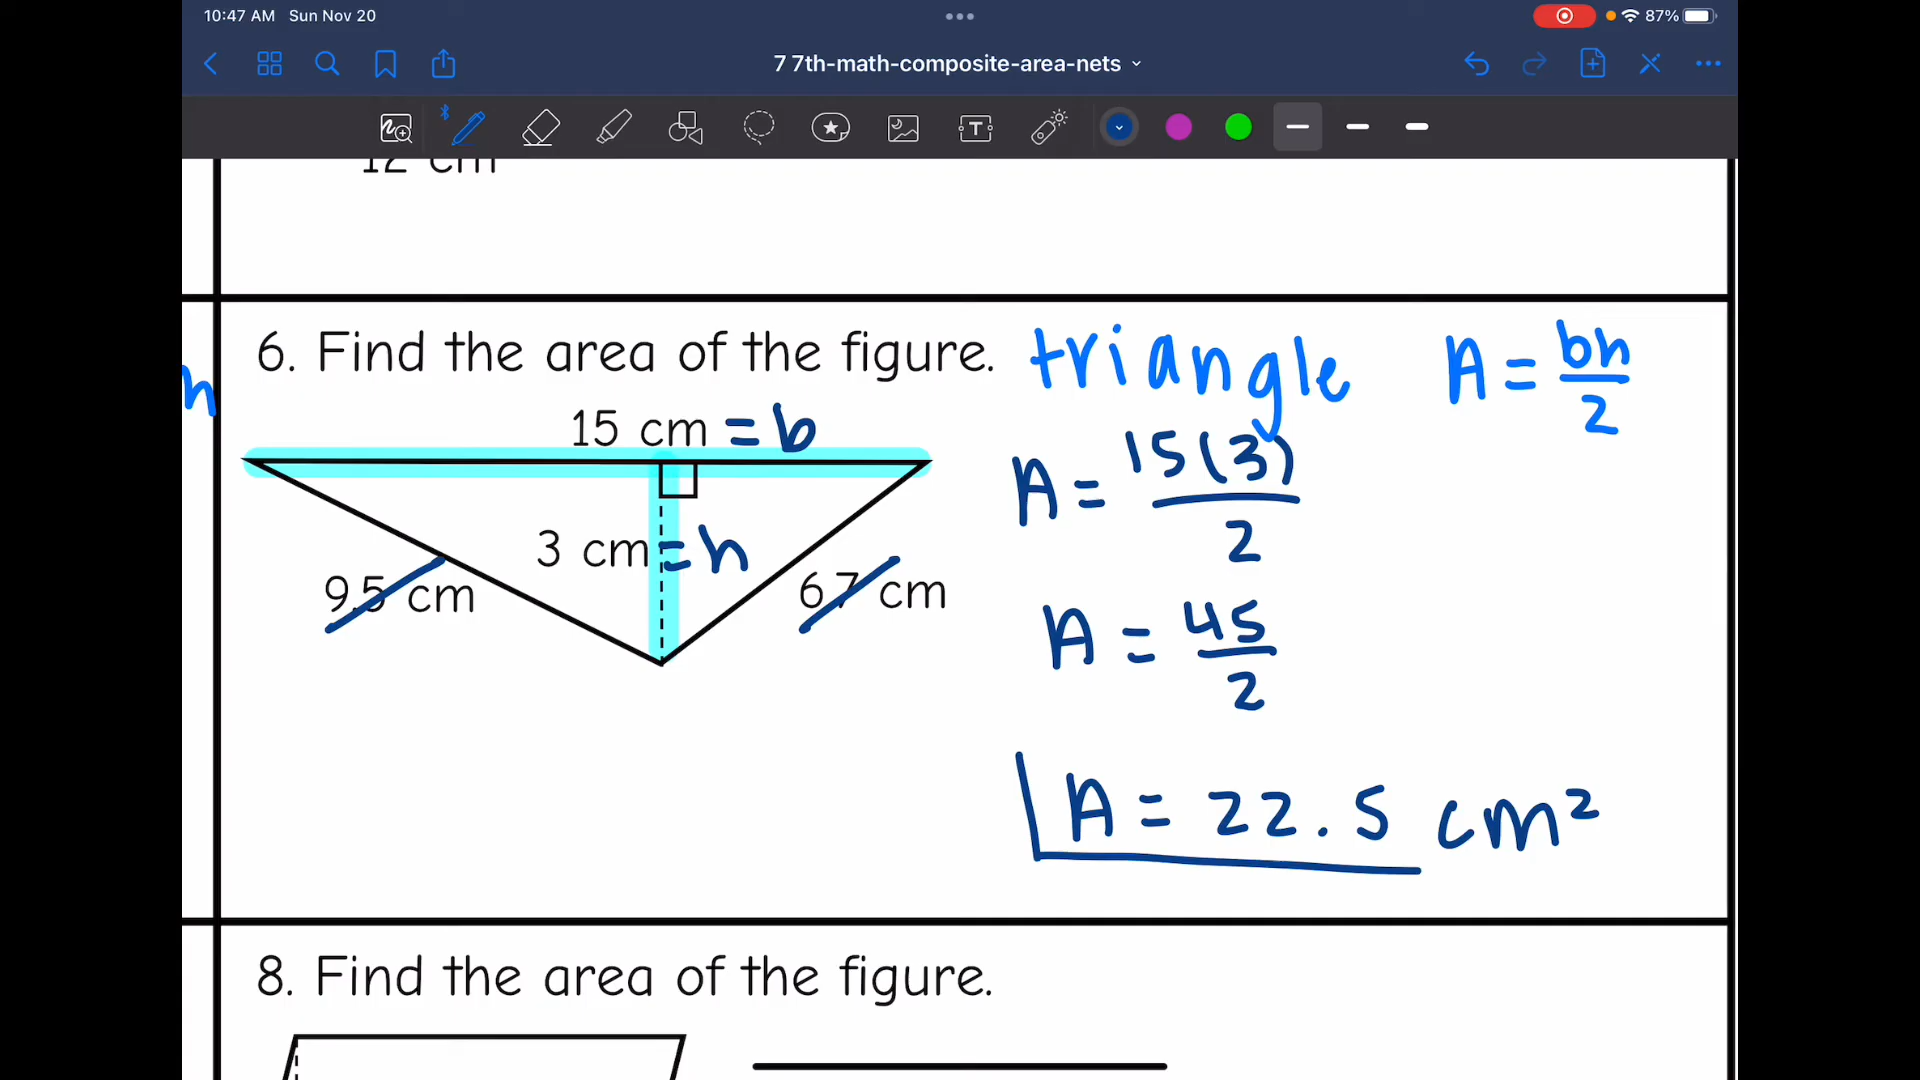 10:47 AM Sun Nov 20
87%
7 7th-math-composite-area-nets
T
12 cm
6. Find the area of the figure.
triangle A = bh/2
h
15 cm = b
A = 15(3)/2
3 cm = h
9.5 cm
6.7 cm
A = 45/2
A = 22.5 cm²
8. Find the area of the figure.